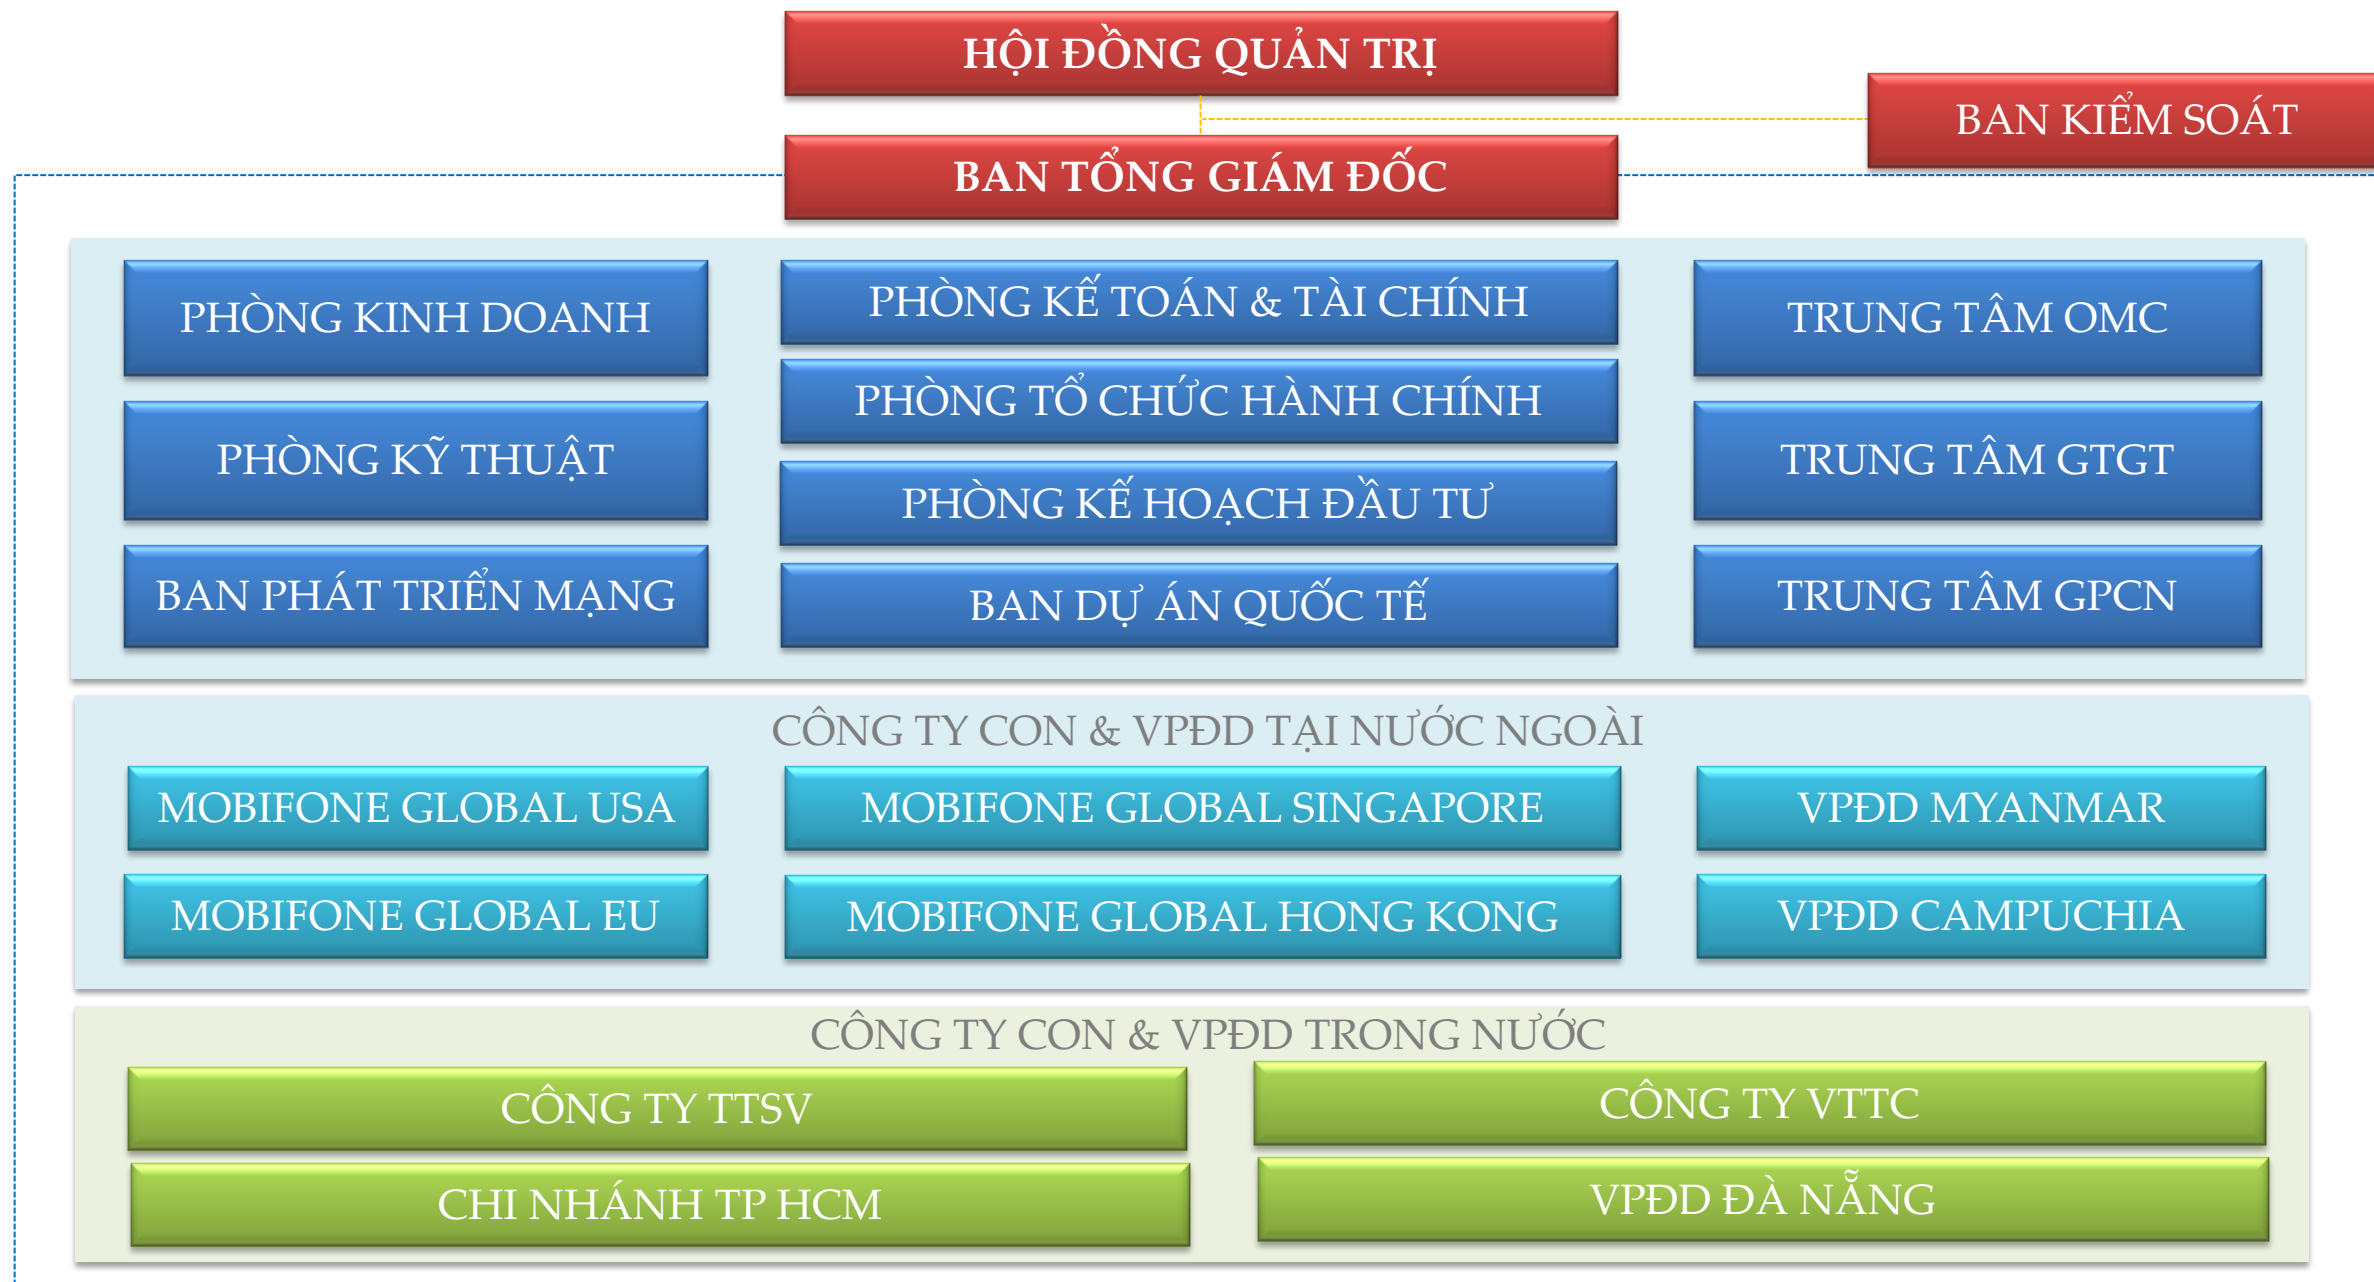 HỘI ĐỒNG QUẢN TRỊ
BAN KIỂM SOÁT
BAN TỔNG GIÁM ĐỐC
PHÒNG KINH DOANH
PHÒNG KỸ THUẬT
BAN PHÁT TRIỂN MẠNG
PHÒNG KẾ TOÁN & TÀI CHÍNH
PHÒNG TỔ CHỨC HÀNH CHÍNH
PHÒNG KẾ HOẠCH ĐẦU TƯ
BAN DỰ ÁN QUỐC TẾ
TRUNG TÂM OMC
TRUNG TÂM GTGT
TRUNG TÂM GPCN
CÔNG TY CON & VPĐD TẠI NƯỚC NGOÀI
MOBIFONE GLOBAL USA
MOBIFONE GLOBAL SINGAPORE
VPĐD MYANMAR
MOBIFONE GLOBAL EU
MOBIFONE GLOBAL HONG KONG
VPĐD CAMPUCHIA
CÔNG TY CON & VPĐD TRONG NƯỚC
CÔNG TY TTSV
CÔNG TY VTTC
CHI NHÁNH TP HCM
VPĐD ĐÀ NẴNG